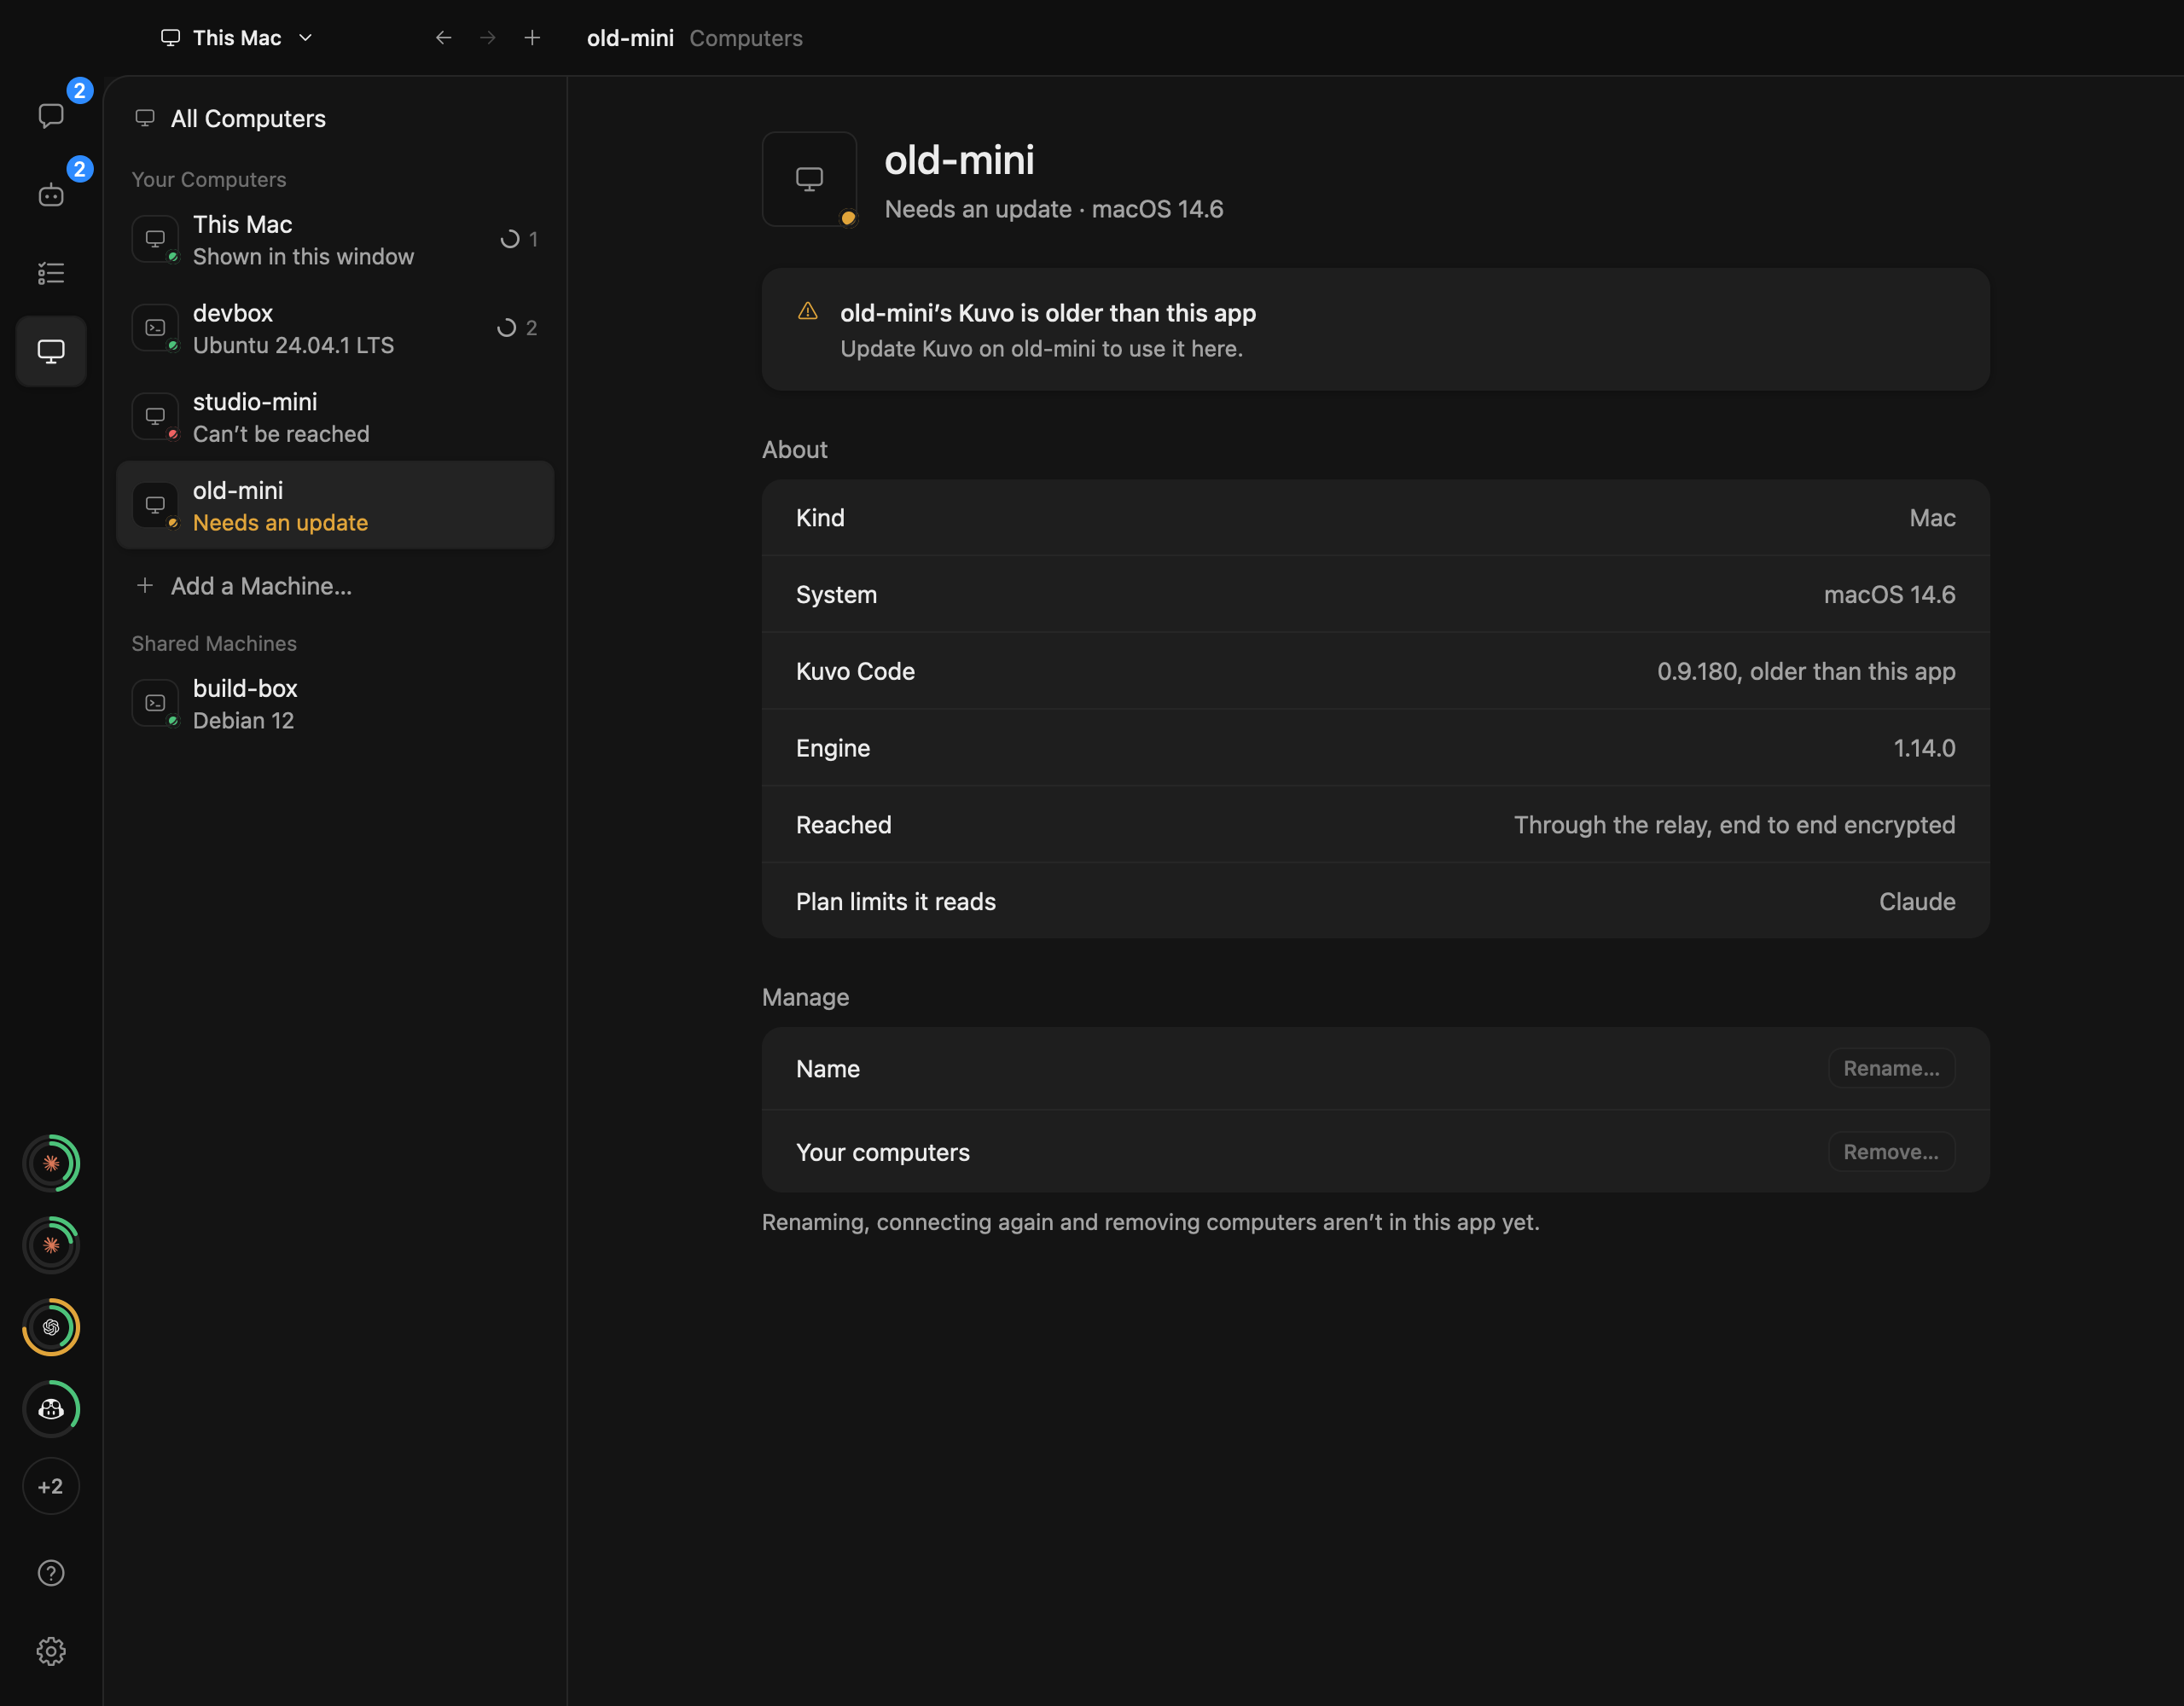 This Mac
old-mini Computers
2
2
All Computers
Your Computers
This Mac
Shown in this window
1
devbox
Ubuntu 24.04.1 LTS
2
studio-mini
Can’t be reached
old-mini
Needs an update
Add a Machine...
Shared Machines
build-box
Debian 12
+2
old-mini
Needs an update · macOS 14.6
old-mini’s Kuvo is older than this app
Update Kuvo on old-mini to use it here.
About
Kind Mac
System macOS 14.6
Kuvo Code 0.9.180, older than this app
Engine 1.14.0
Reached Through the relay, end to end encrypted
Plan limits it reads Claude
Manage
Name Rename...
Your computers Remove...
Renaming, connecting again and removing computers aren’t in this app yet.